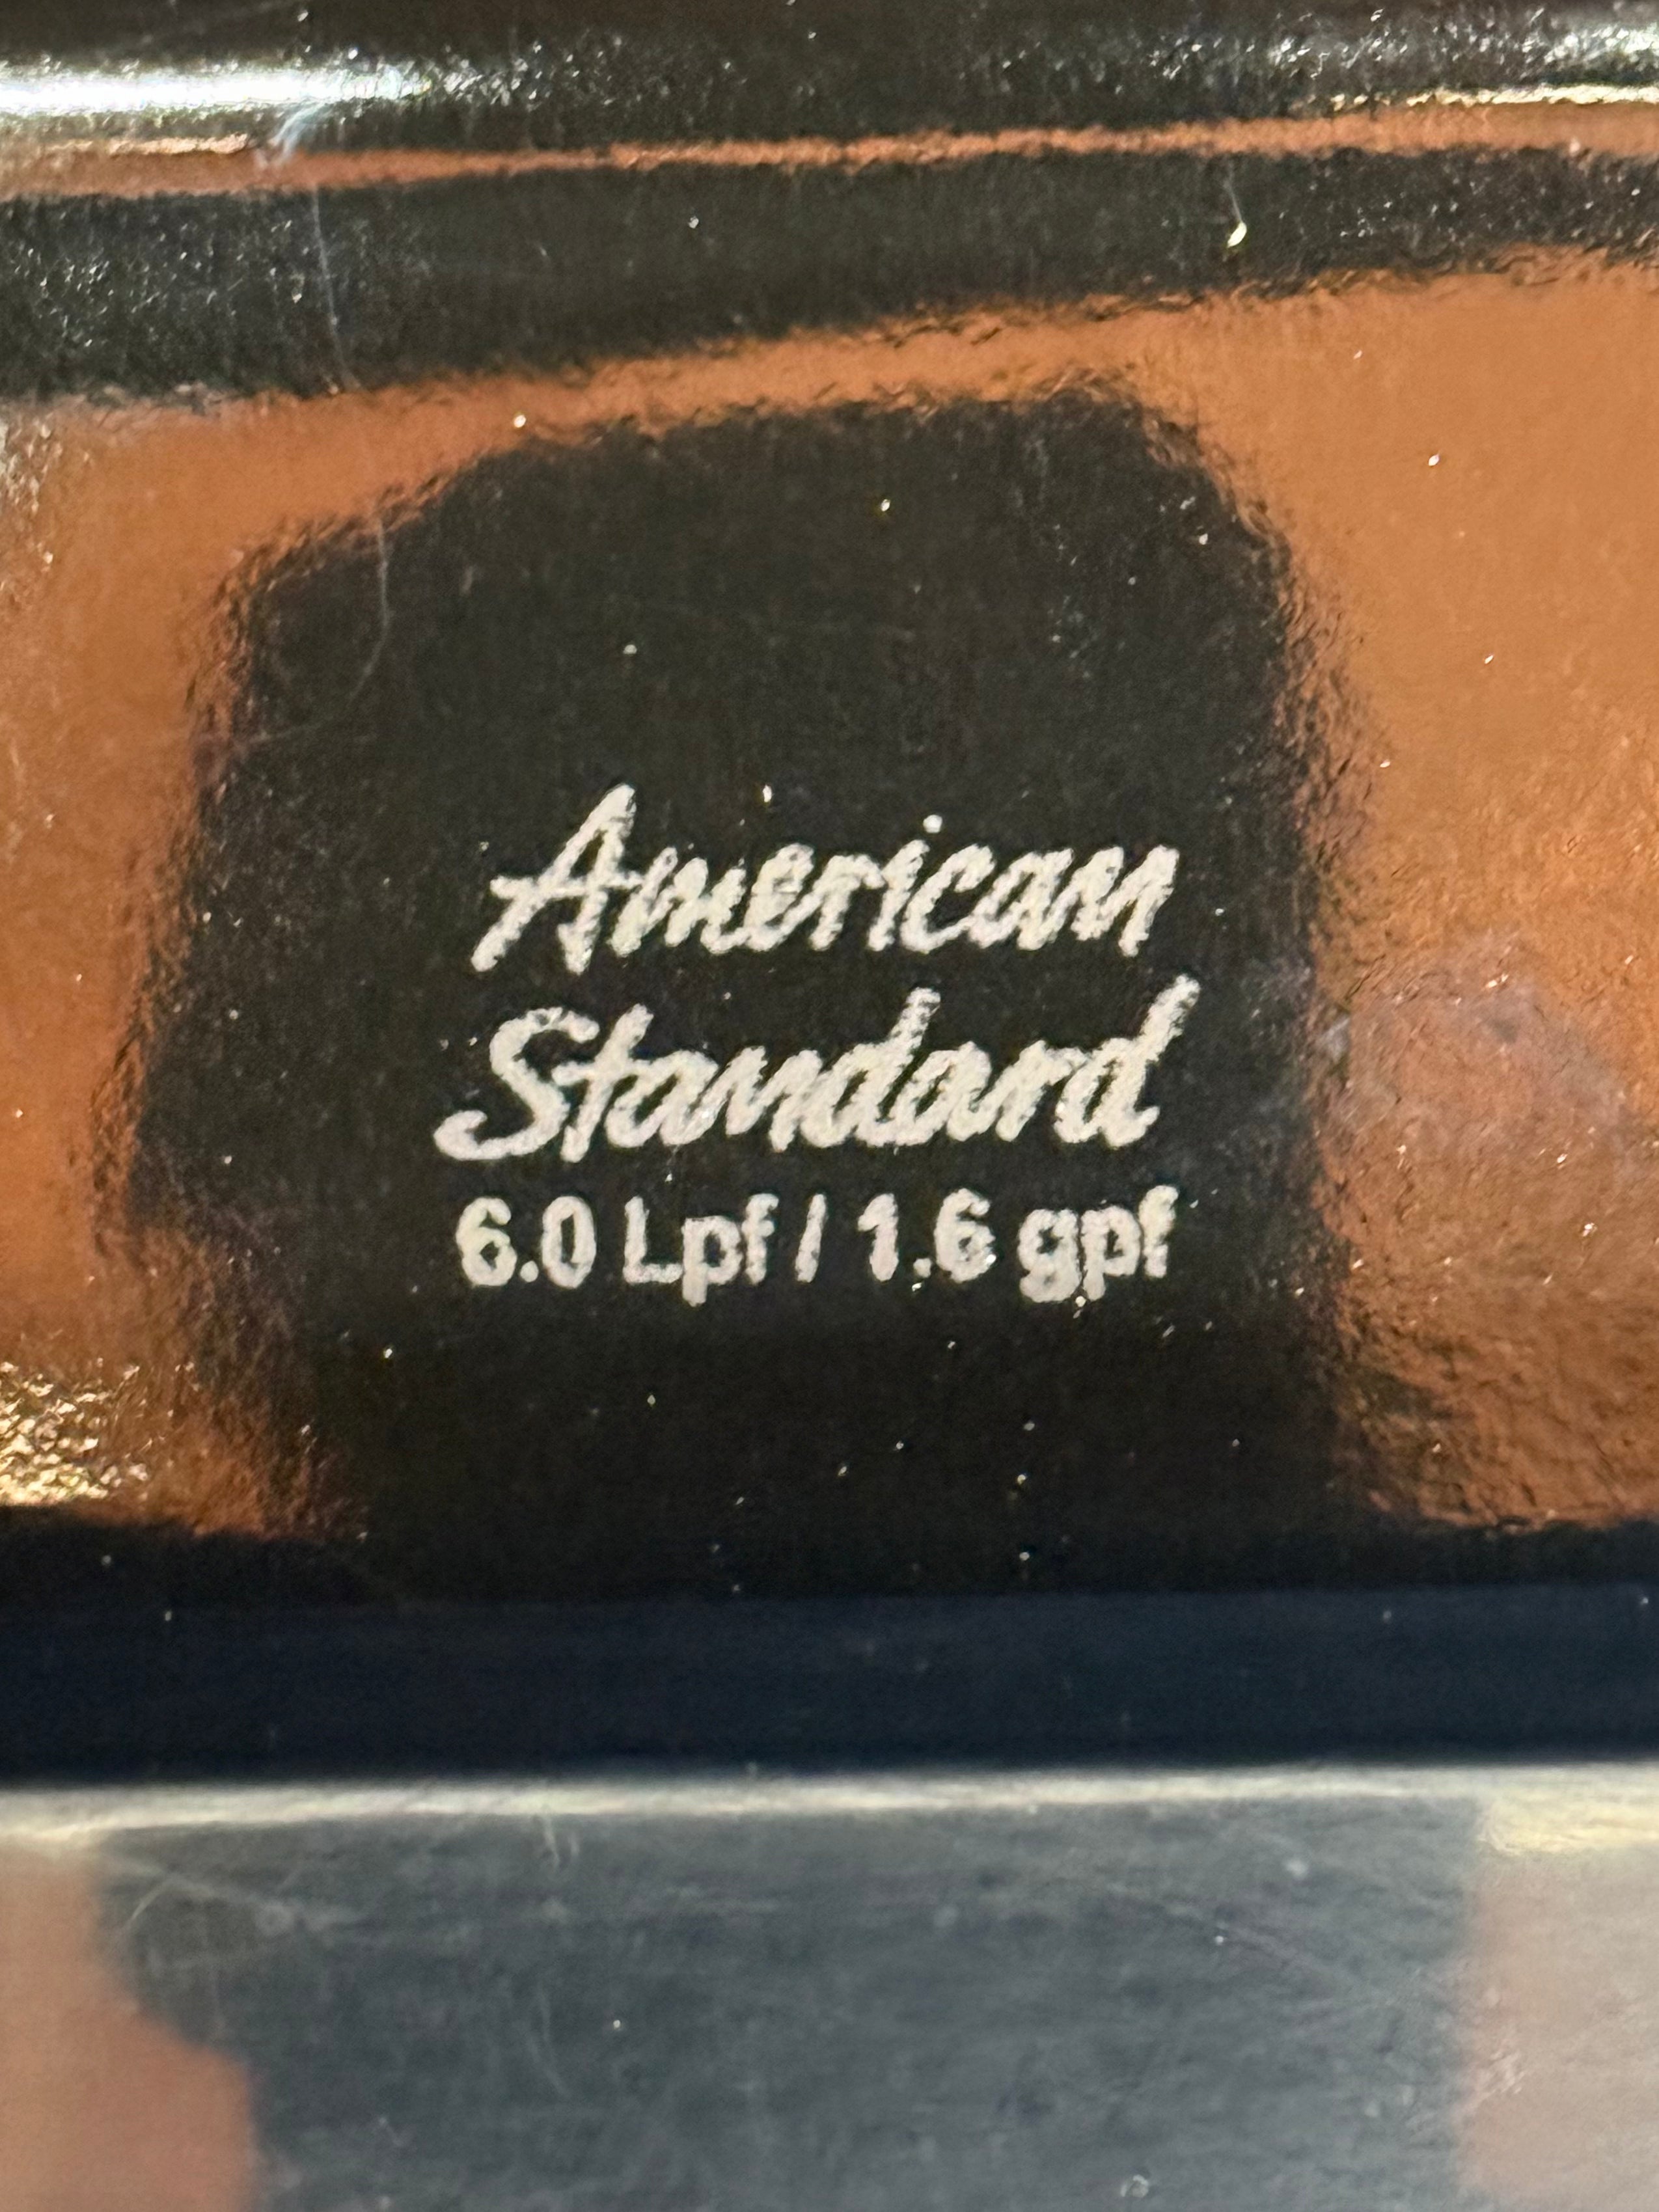 American
Standard
6.0 Lpf / 1.6 gpf